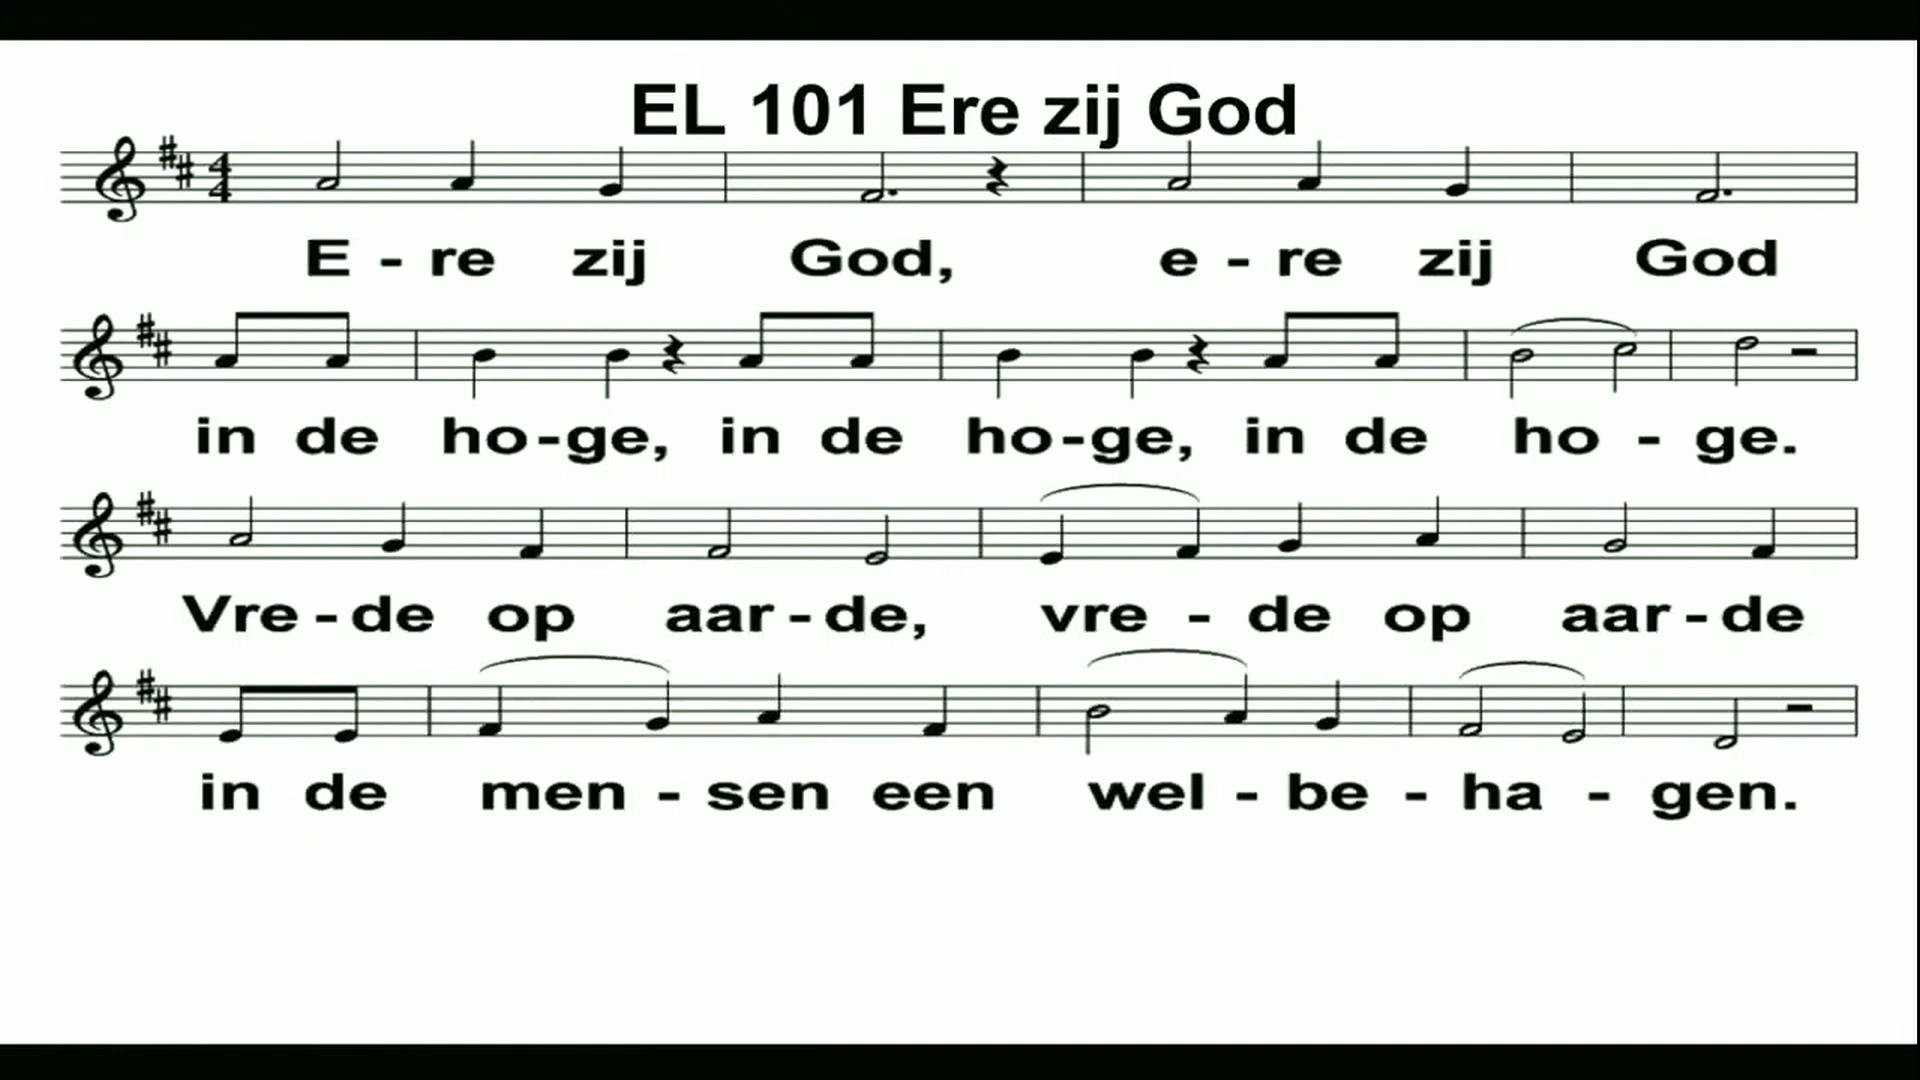 EL 101 Ere zij God
E - re zij God, e - re zij God
in de ho-ge, in de ho-ge, in de ho - ge.
Vre-de op aar-de, vre - de op aar-de
in de men - sen een wel - be - ha - gen.